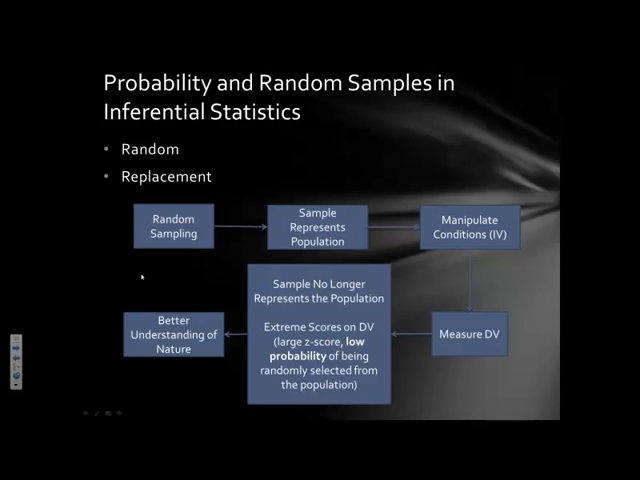 Probability and Random Samples in
Inferential Statistics
• Random
• Replacement
Random
Sampling
Sample
Represents
Population
Manipulate
Conditions (IV)
Measure DV
Sample No Longer
Represents the Population
Extreme Scores on DV
(large z-score, low
probability of being
randomly selected from
the population)
Better
Understanding of
Nature